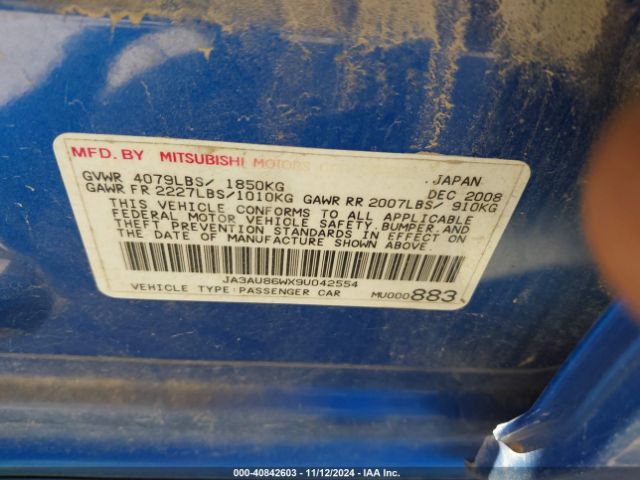 MFD. BY MITSUBISHI MOTORS JAPAN
GVWR 4079LBS/ 1850KG DEC 2008
GAWR FR 2227LBS/1010KG GAWR RR 2007LBS/ 910KG
THIS VEHICLE CONFORMS TO ALL APPLICABLE
FEDERAL MOTOR VEHICLE SAFETY, BUMPER, AND
THEFT PREVENTION STANDARDS IN EFFECT ON
THE DATE OF MANUFACTURE SHOWN ABOVE.
JA3AU86WX9U042554
VEHICLE TYPE:PASSENGER CAR MU000883
000-40842603 - 11/12/2024 - IAA Inc.